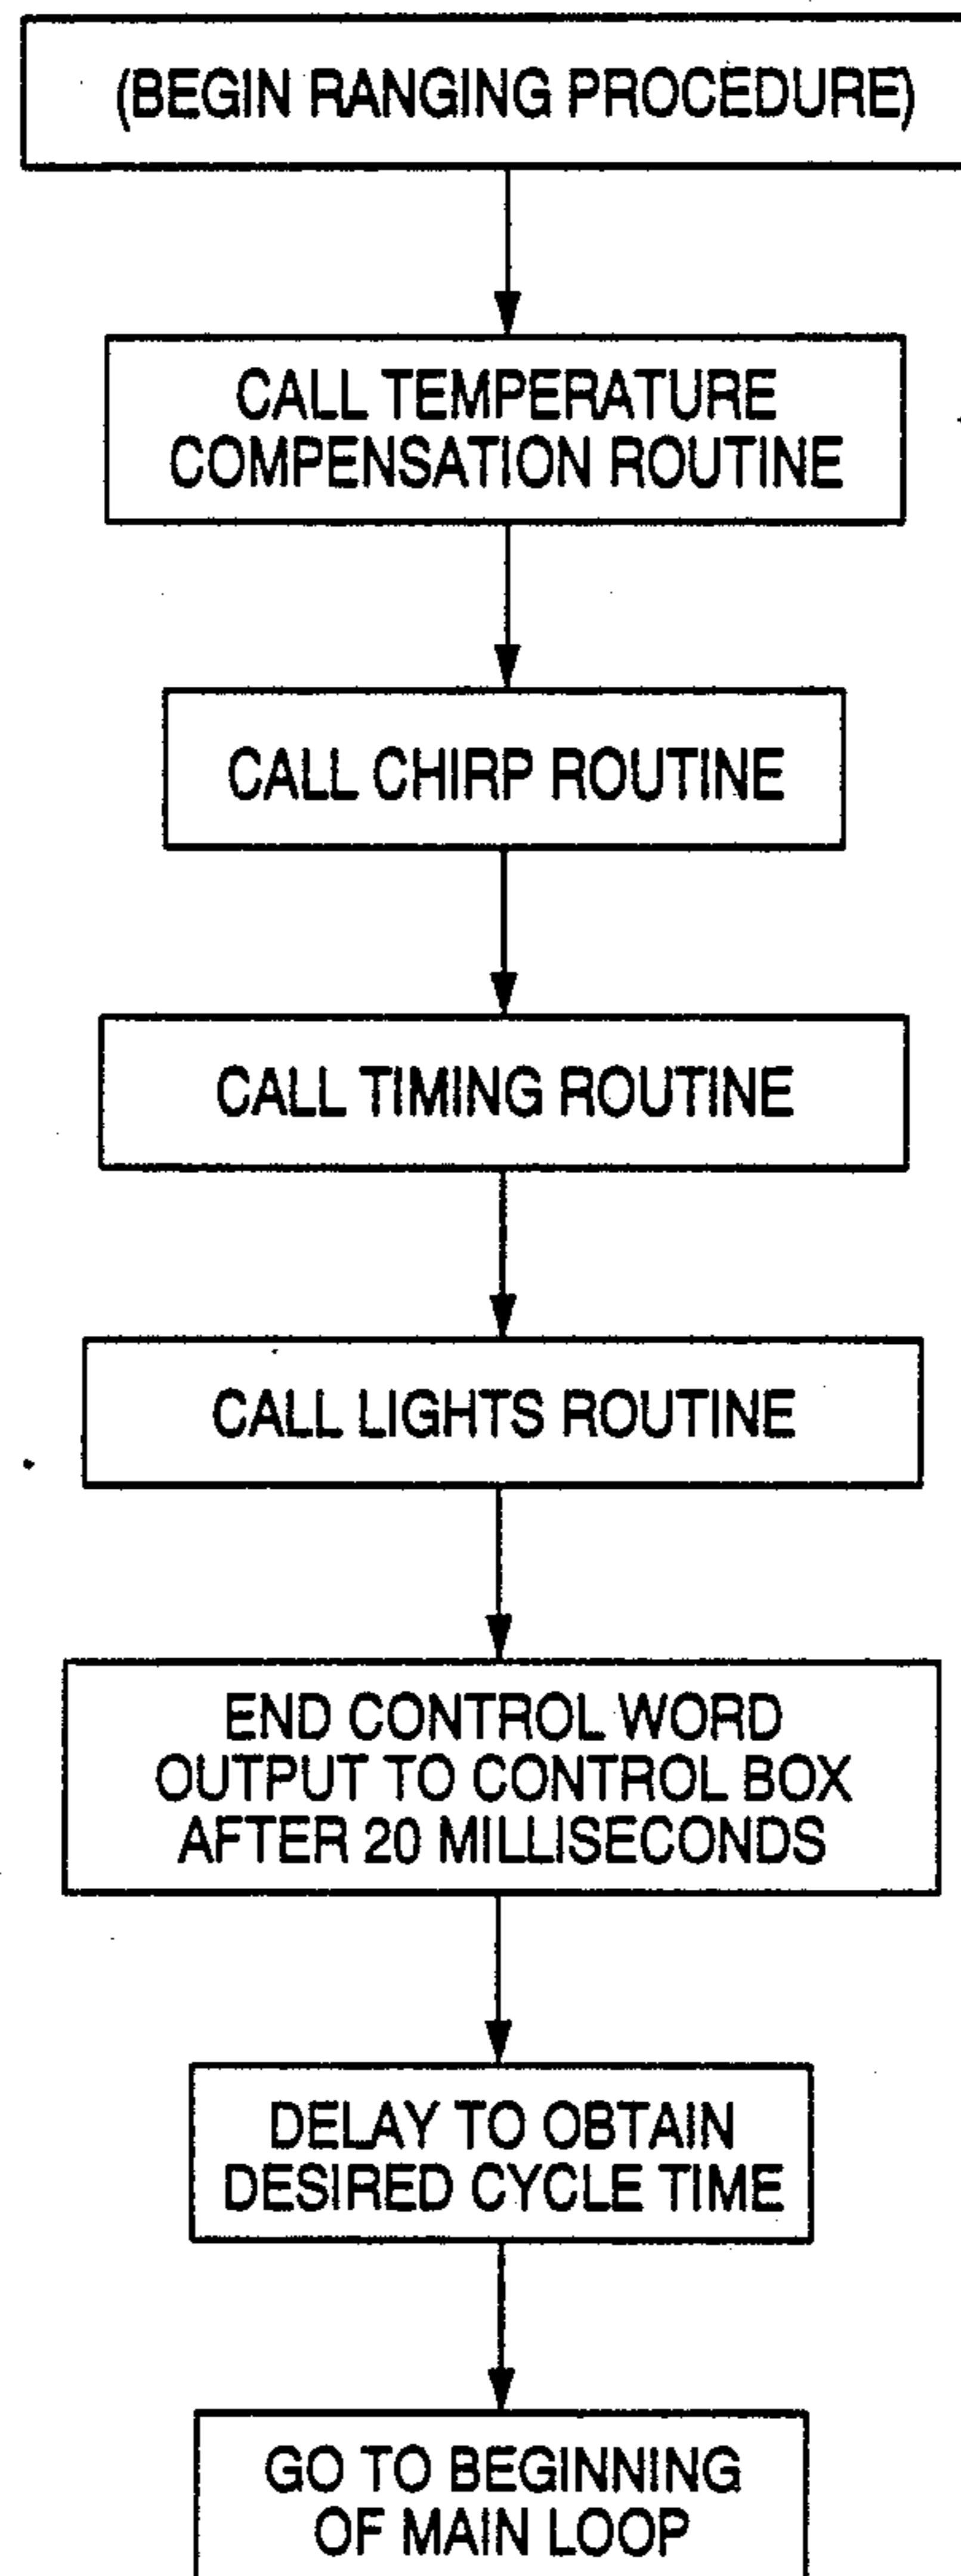 (BEGIN RANGING PROCEDURE)
CALL TEMPERATURE
COMPENSATION ROUTINE
CALL CHIRP ROUTINE
CALL TIMING ROUTINE
CALL LIGHTS ROUTINE
END CONTROL WORD
OUTPUT TO CONTROL BOX
AFTER 20 MILLISECONDS
DELAY TO OBTAIN
DESIRED CYCLE TIME
GO TO BEGINNING
OF MAIN LOOP